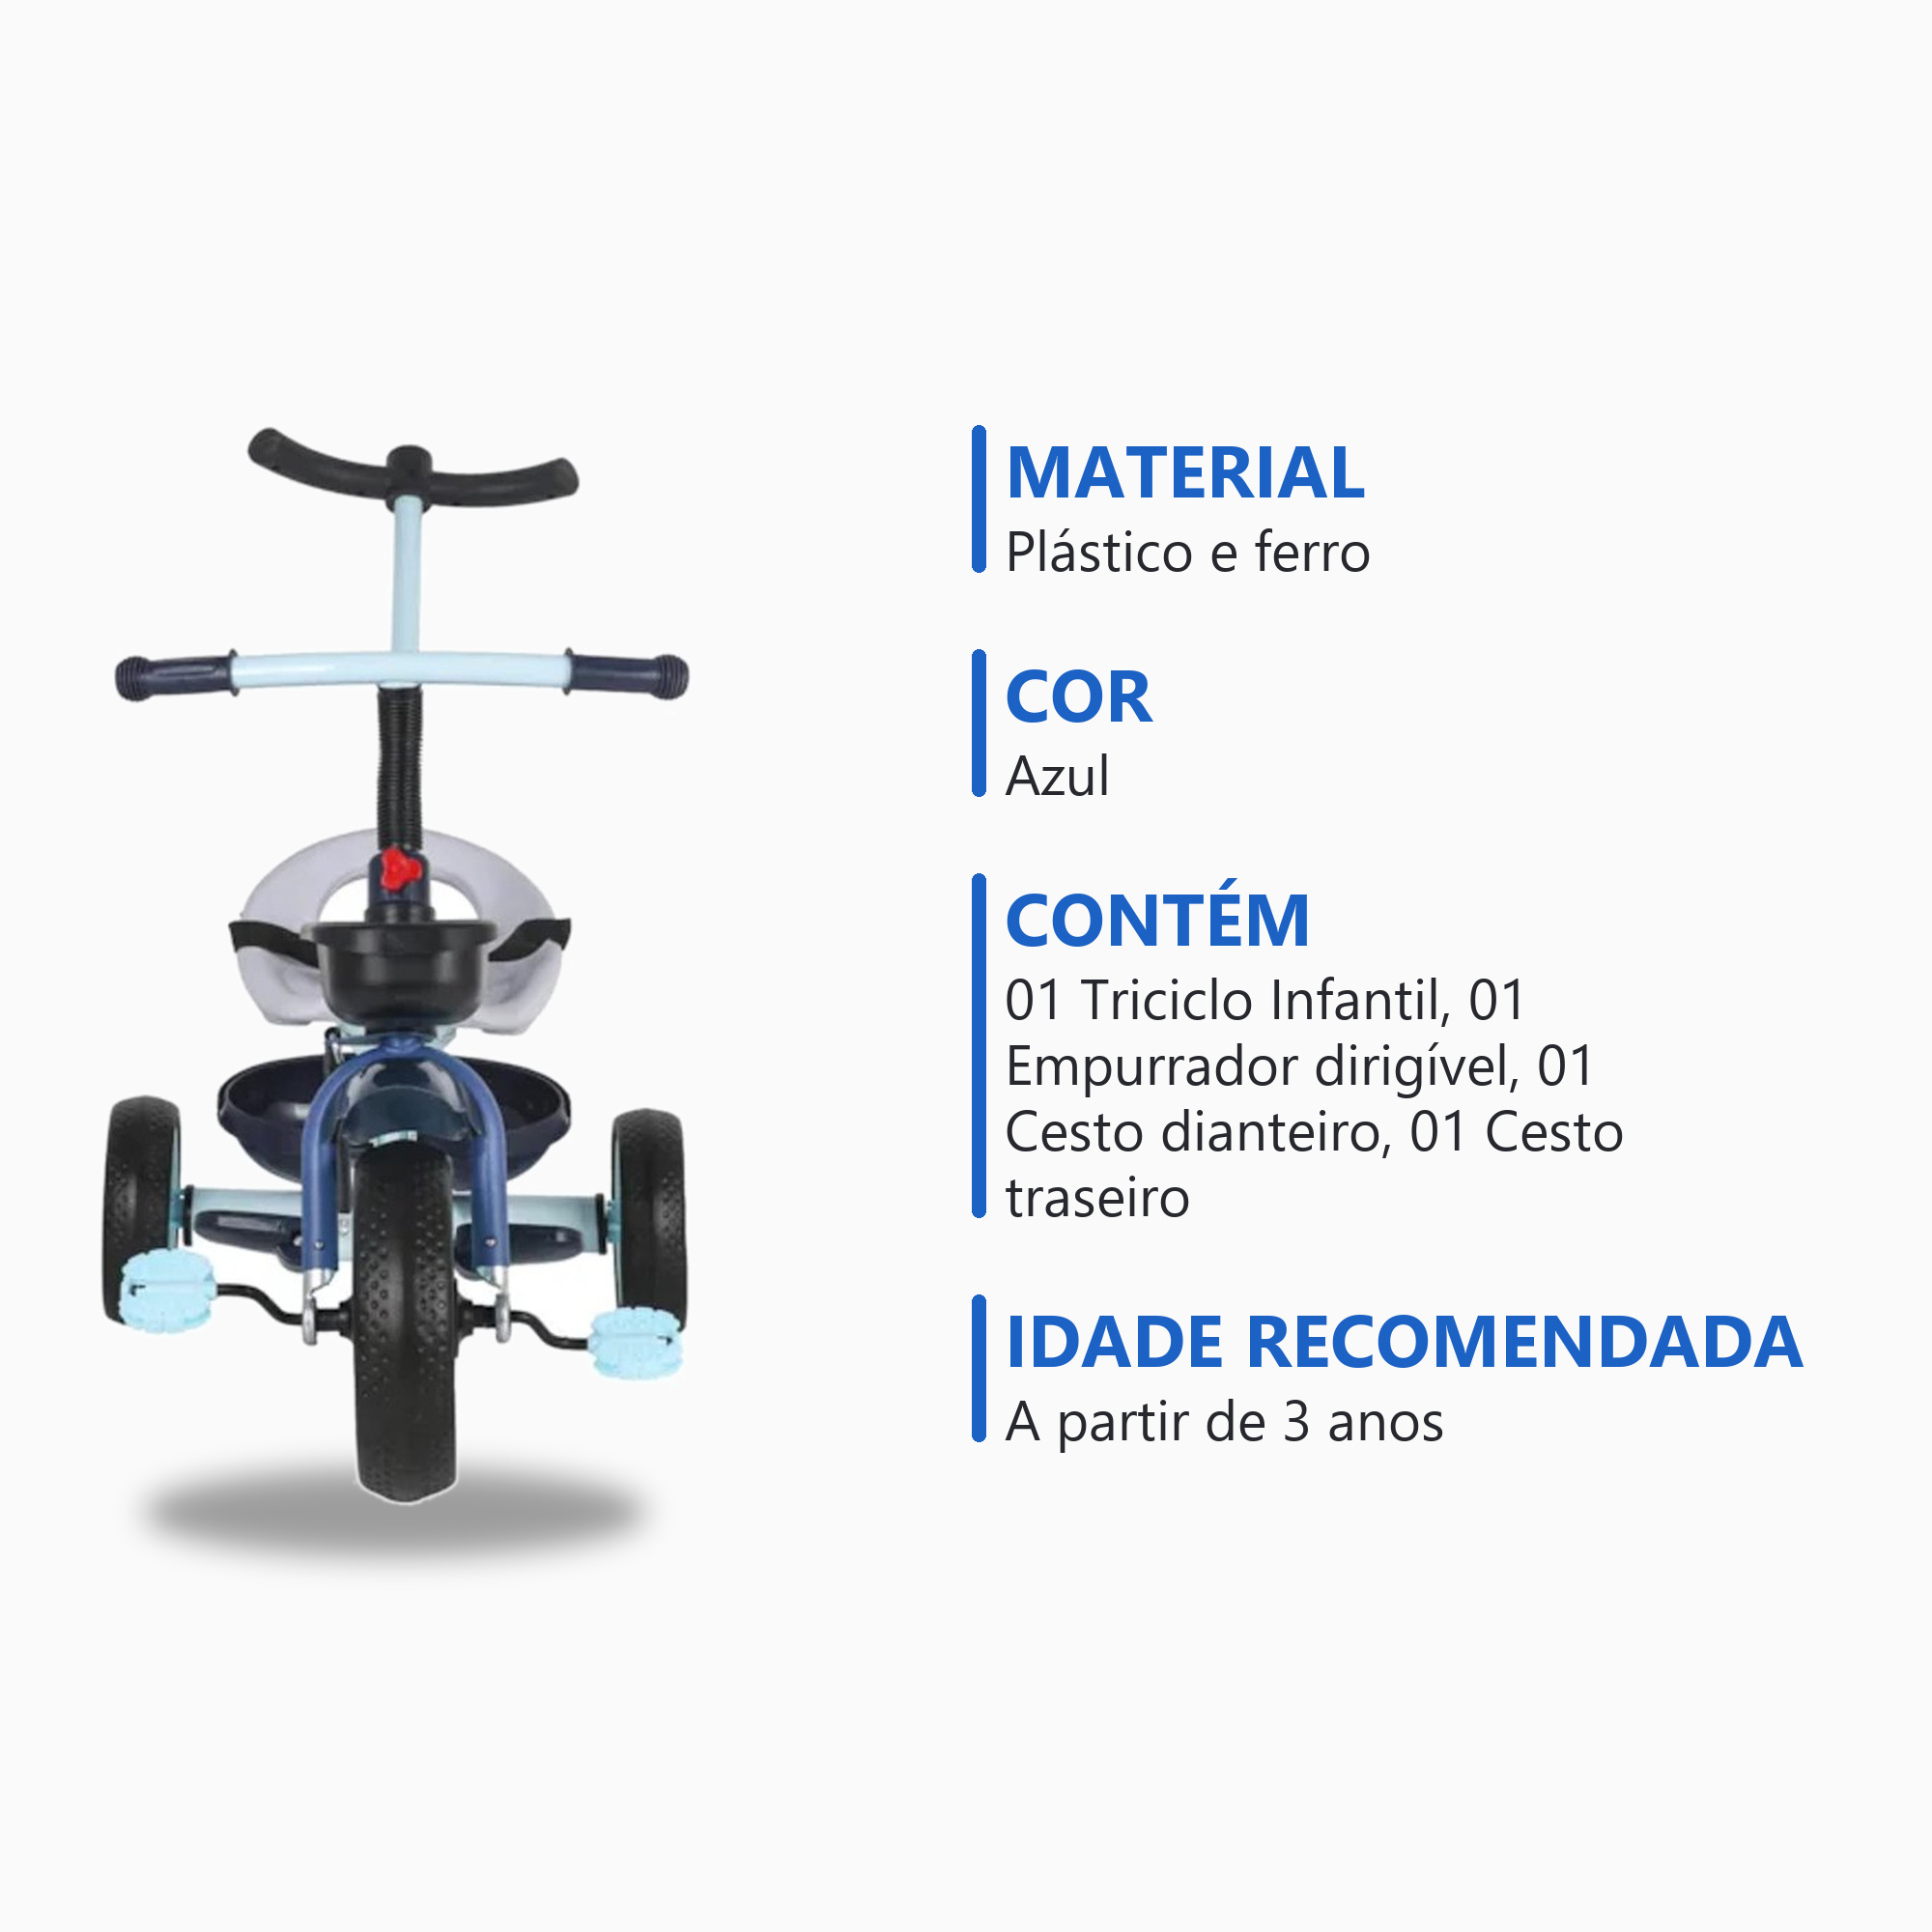 MATERIAL
Plástico e ferro
COR
Azul
CONTÉM
01 Triciclo Infantil, 01
Empurrador dirigível, 01
Cesto dianteiro, 01 Cesto
traseiro
IDADE RECOMENDADA
A partir de 3 anos